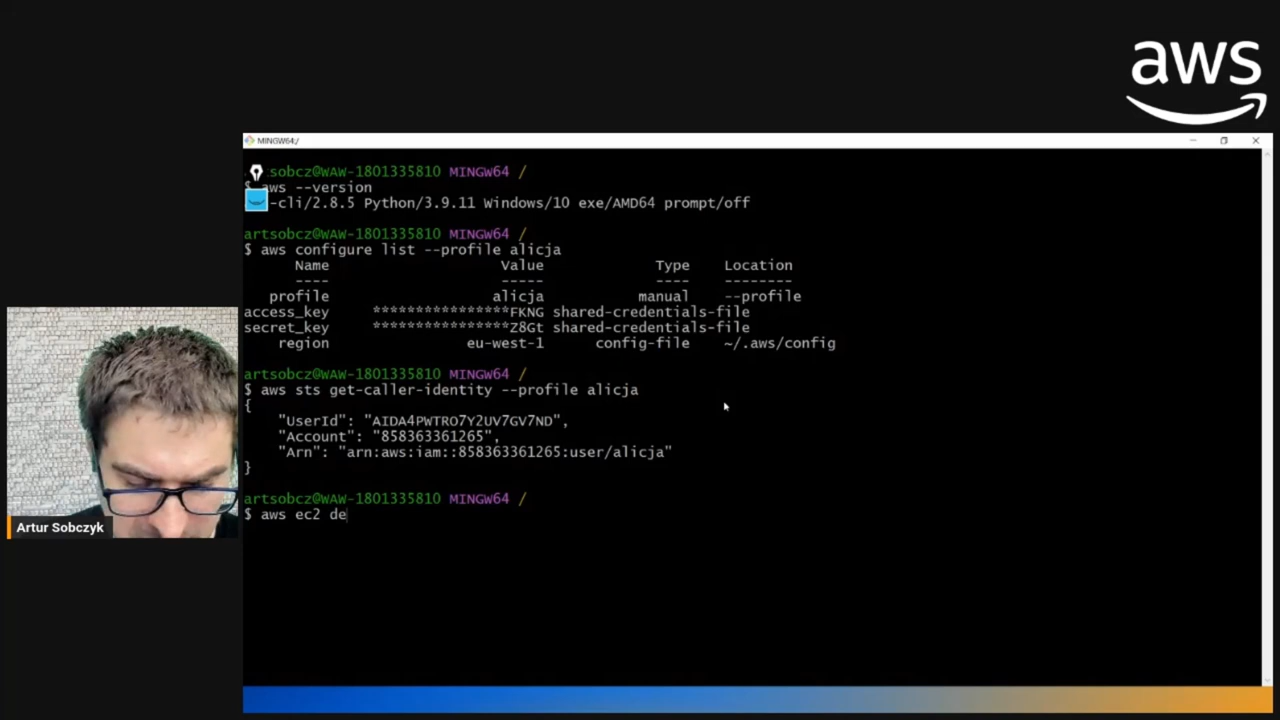 aws
MINGW64:/
sobcz@WAW-1801335810 MINGW64 /
$ aws --version
-cli/2.8.5 Python/3.9.11 Windows/10 exe/AMD64 prompt/off
artsobcz@WAW-1801335810 MINGW64 /
$ aws configure list --profile alicja
Name Value Type Location
---- ----- ---- --------
profile alicja manual --profile
access_key ****************FKNG shared-credentials-file
secret_key ****************Z8Gt shared-credentials-file
region eu-west-1 config-file ~/.aws/config
artsobcz@WAW-1801335810 MINGW64 /
$ aws sts get-caller-identity --profile alicja
{
"UserId": "AIDA4PWTRO7Y2UV7GV7ND",
"Account": "858363361265",
"Arn": "arn:aws:iam::858363361265:user/alicja"
}
artsobcz@WAW-1801335810 MINGW64 /
$ aws ec2 de
Artur Sobczyk